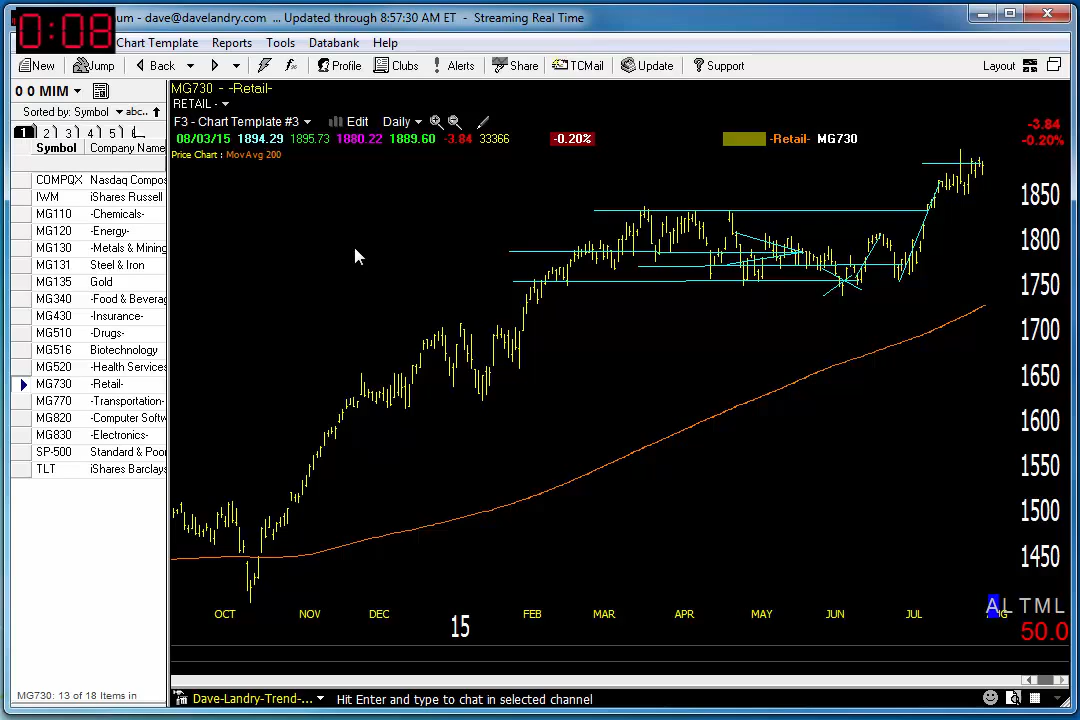 um - dave@davelandry.com ... Updated through 8:57:30 AM ET - Streaming Real Time
0:08
Chart Template Reports Tools Database Help
New Jump Back Profile Clubs Alerts Share TCMail Update Support Layout
0 0 MIM
Sorted by: Symbol abc..
1 2 3 4 5
Symbol Company Name
COMPQX Nasdaq Compos
IWM iShares Russell
MG110 -Chemicals-
MG120 -Energy-
MG130 -Metals & Mining
MG131 Steel & Iron
MG135 Gold
MG340 -Food & Beverag
MG430 -Insurance-
MG510 -Drugs-
MG516 Biotechnology
MG520 -Health Services
MG730 -Retail-
MG770 -Transportation-
MG820 -Computer Softw
MG830 -Electronics-
SP-500 Standard & Poor
TLT iShares Barclays
MG730: 13 of 18 Items in
MG730 - -Retail-
RETAIL -
F3 - Chart Template #3 Edit Daily
08/03/15 1894.29 1895.73 1880.22 1889.60 -3.84 33366 -0.20% -Retail- MG730
Price Chart : MovAvg 200
-3.84
-0.20%
1850
1800
1750
1700
1650
1600
1550
1500
1450
OCT NOV DEC 15 FEB MAR APR MAY JUN JUL
A L T M L
50.0
Dave-Landry-Trend-... Hit Enter and type to chat in selected channel